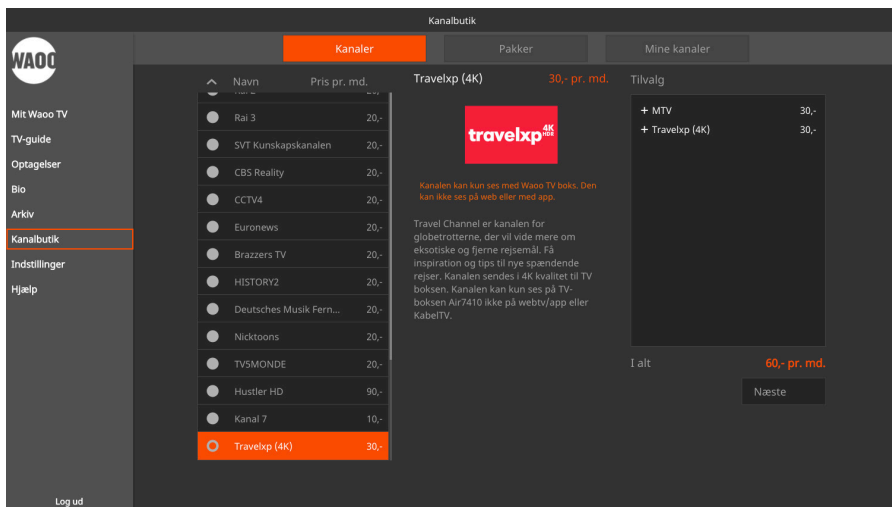 Kanalbutik
WAOO
Kanaler
Pakker
Mine kanaler
Mit Waoo TV
TV-guide
Optagelser
Bio
Arkiv
Kanalbutik
Indstillinger
Hjælp
Log ud
Navn Pris pr. md.
Rai 3 20,-
SVT Kunskapskanalen 20,-
CBS Reality 20,-
CCTV4 20,-
Euronews 20,-
Brazzers TV 20,-
HISTORY2 20,-
Deutsches Musik Fern... 20,-
Nicktoons 20,-
TV5MONDE 20,-
Hustler HD 90,-
Kanal 7 10,-
Travelxp (4K) 30,-
Travelxp (4K) 30,- pr. md.
travelxp 4K
HDR
Kanalen kan kun ses med Waoo TV boks. Den
kan ikke ses på web eller med app.
Travel Channel er kanalen for
globetrotterne, der vil vide mere om
eksotiske og fjerne rejsemål. Få
inspiration og tips til nye spændende
rejser. Kanalen sendes i 4K kvalitet til TV
boksen. Kanalen kan kun ses på TV-
boksen Air7410 ikke på webtv/app eller
KabelTV.
Tilvalg
+ MTV 30,-
+ Travelxp (4K) 30,-
I alt 60,- pr. md.
Næste